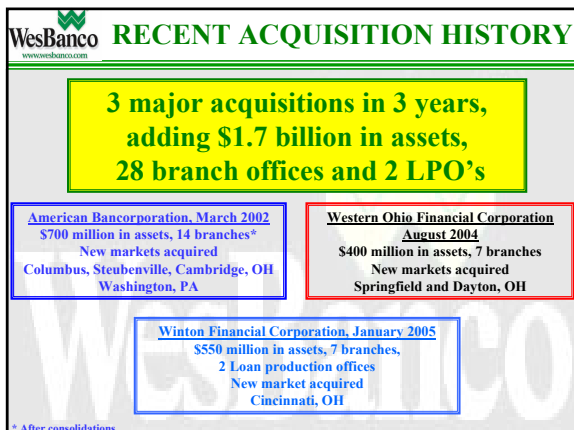 WesBanco
www.wesbanco.com
RECENT ACQUISITION HISTORY
3 major acquisitions in 3 years,
adding $1.7 billion in assets,
28 branch offices and 2 LPO's
American Bancorporation, March 2002
$700 million in assets, 14 branches*
New markets acquired
Columbus, Steubenville, Cambridge, OH
Washington, PA
Western Ohio Financial Corporation
August 2004
$400 million in assets, 7 branches
New markets acquired
Springfield and Dayton, OH
Winton Financial Corporation, January 2005
$550 million in assets, 7 branches,
2 Loan production offices
New market acquired
Cincinnati, OH
WesBanco
* After consolidations